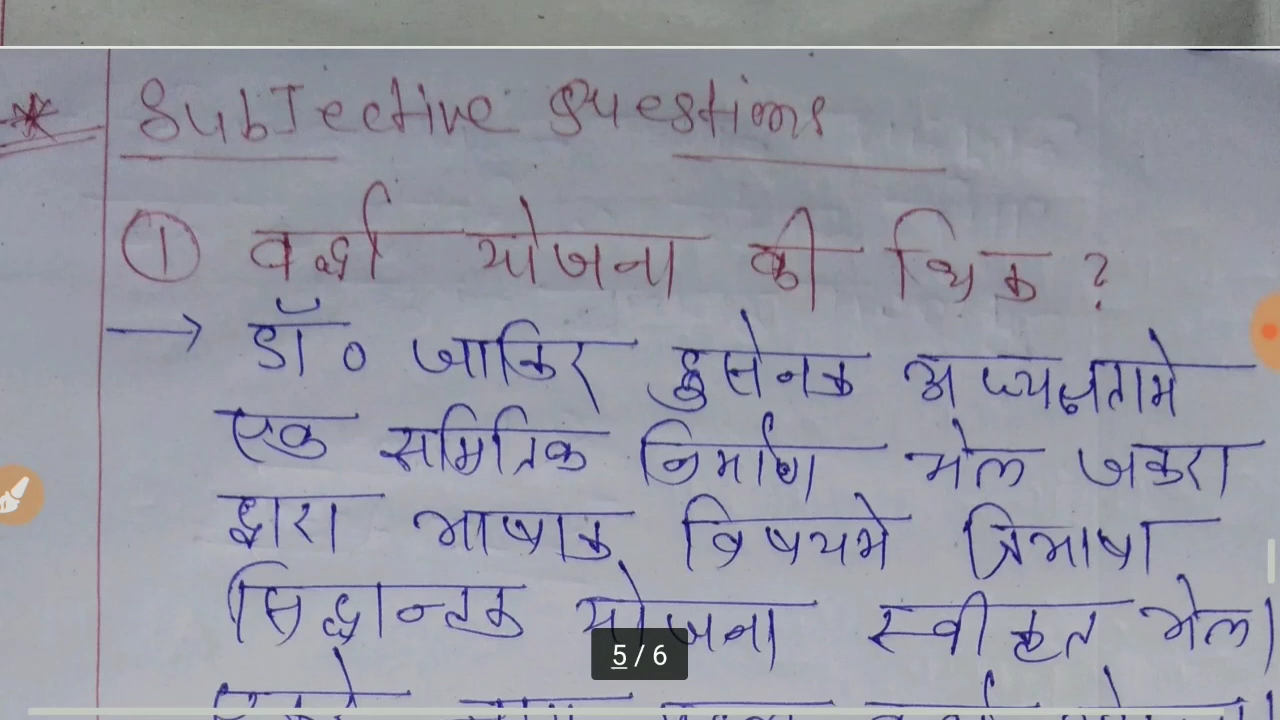 SubJective Questions
① वर्द्धा योजना की थिक ?
→ डॉ० जाकिर हुसेनक अध्यक्षतामे
एक समितिक निर्माण भेल जकरा
द्वारा भाषाक विषयमे त्रिभाषा
सिद्धान्तक योजना स्वीकृत भेल।
5 / 6